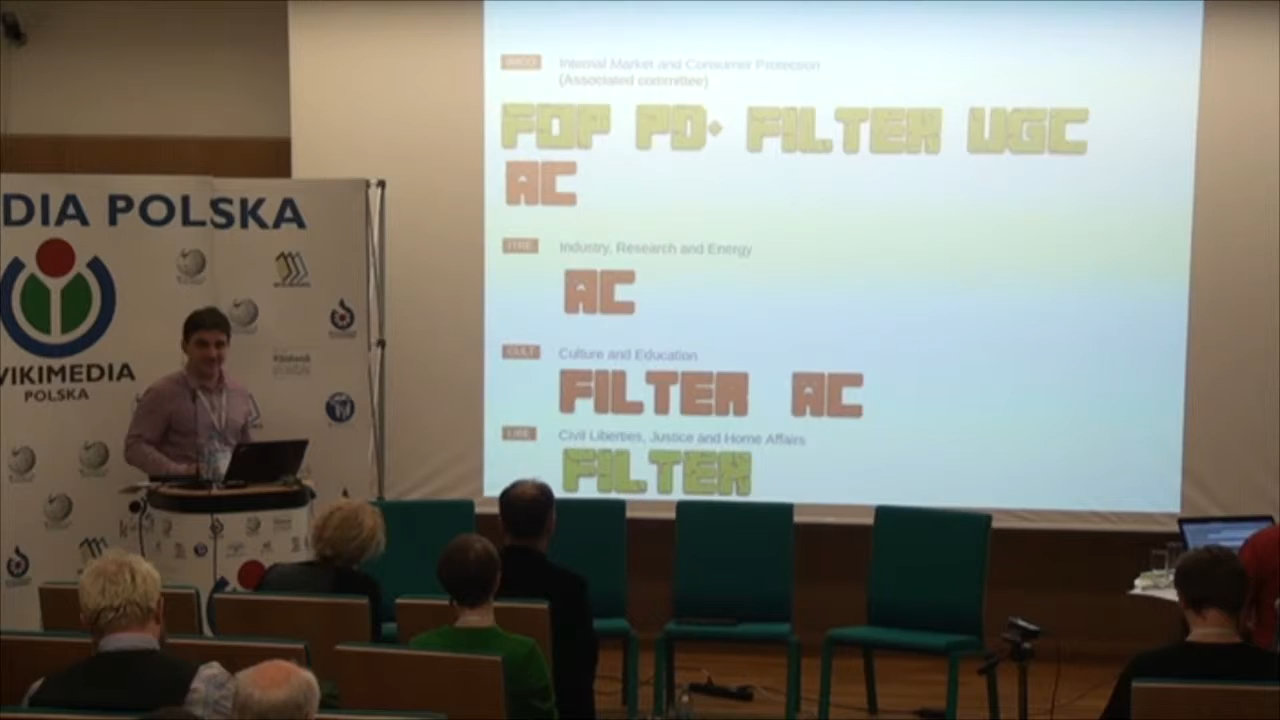 IMCO Internal Market and Consumer Protection
(Associated committee)
FOP PD+ FILTER UGC
AC
ITRE Industry, Research and Energy
AC
CULT Culture and Education
FILTER AC
LIBE Civil Liberties, Justice and Home Affairs
FILTER
DIA POLSKA
VIKIMEDIA
POLSKA